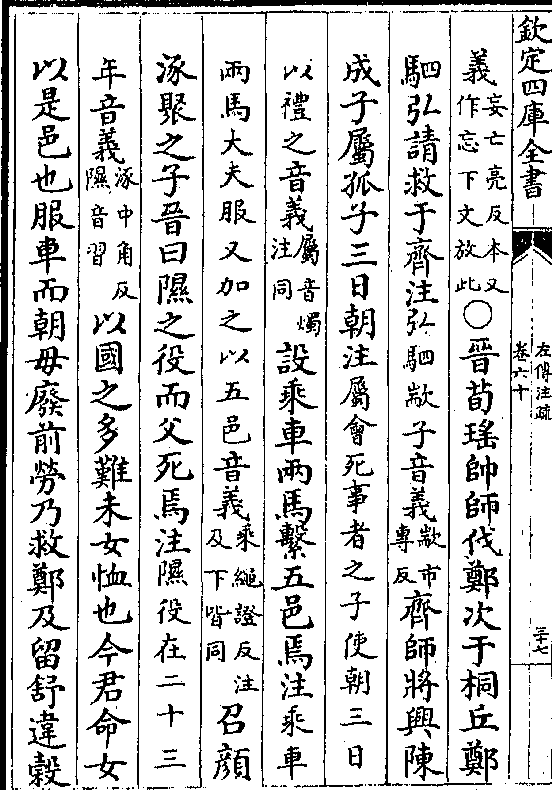 欽定四庫全書
左傳注疏
卷六十
三十七
義妄亡亮反本又作忘下文放此○晉荀瑤帥師伐鄭次于桐丘鄭
駟弘請救于齊注弘駟歂子音義歂市專反齊師將興陳
成子屬孤子三日朝注屬會死事者之子使朝三日
以禮之音義屬音燭注同設乘車兩馬繫五邑焉注乘車
兩馬大夫服又加之以五邑音義乘繩證反注及下皆同召顔
涿聚之子晉曰隰之役而父死焉注隰役在二十三
年音義涿中角反隰音習以國之多難未女恤也今君命女
以是邑也服車而朝毋廢前勞乃救鄭及留舒違穀